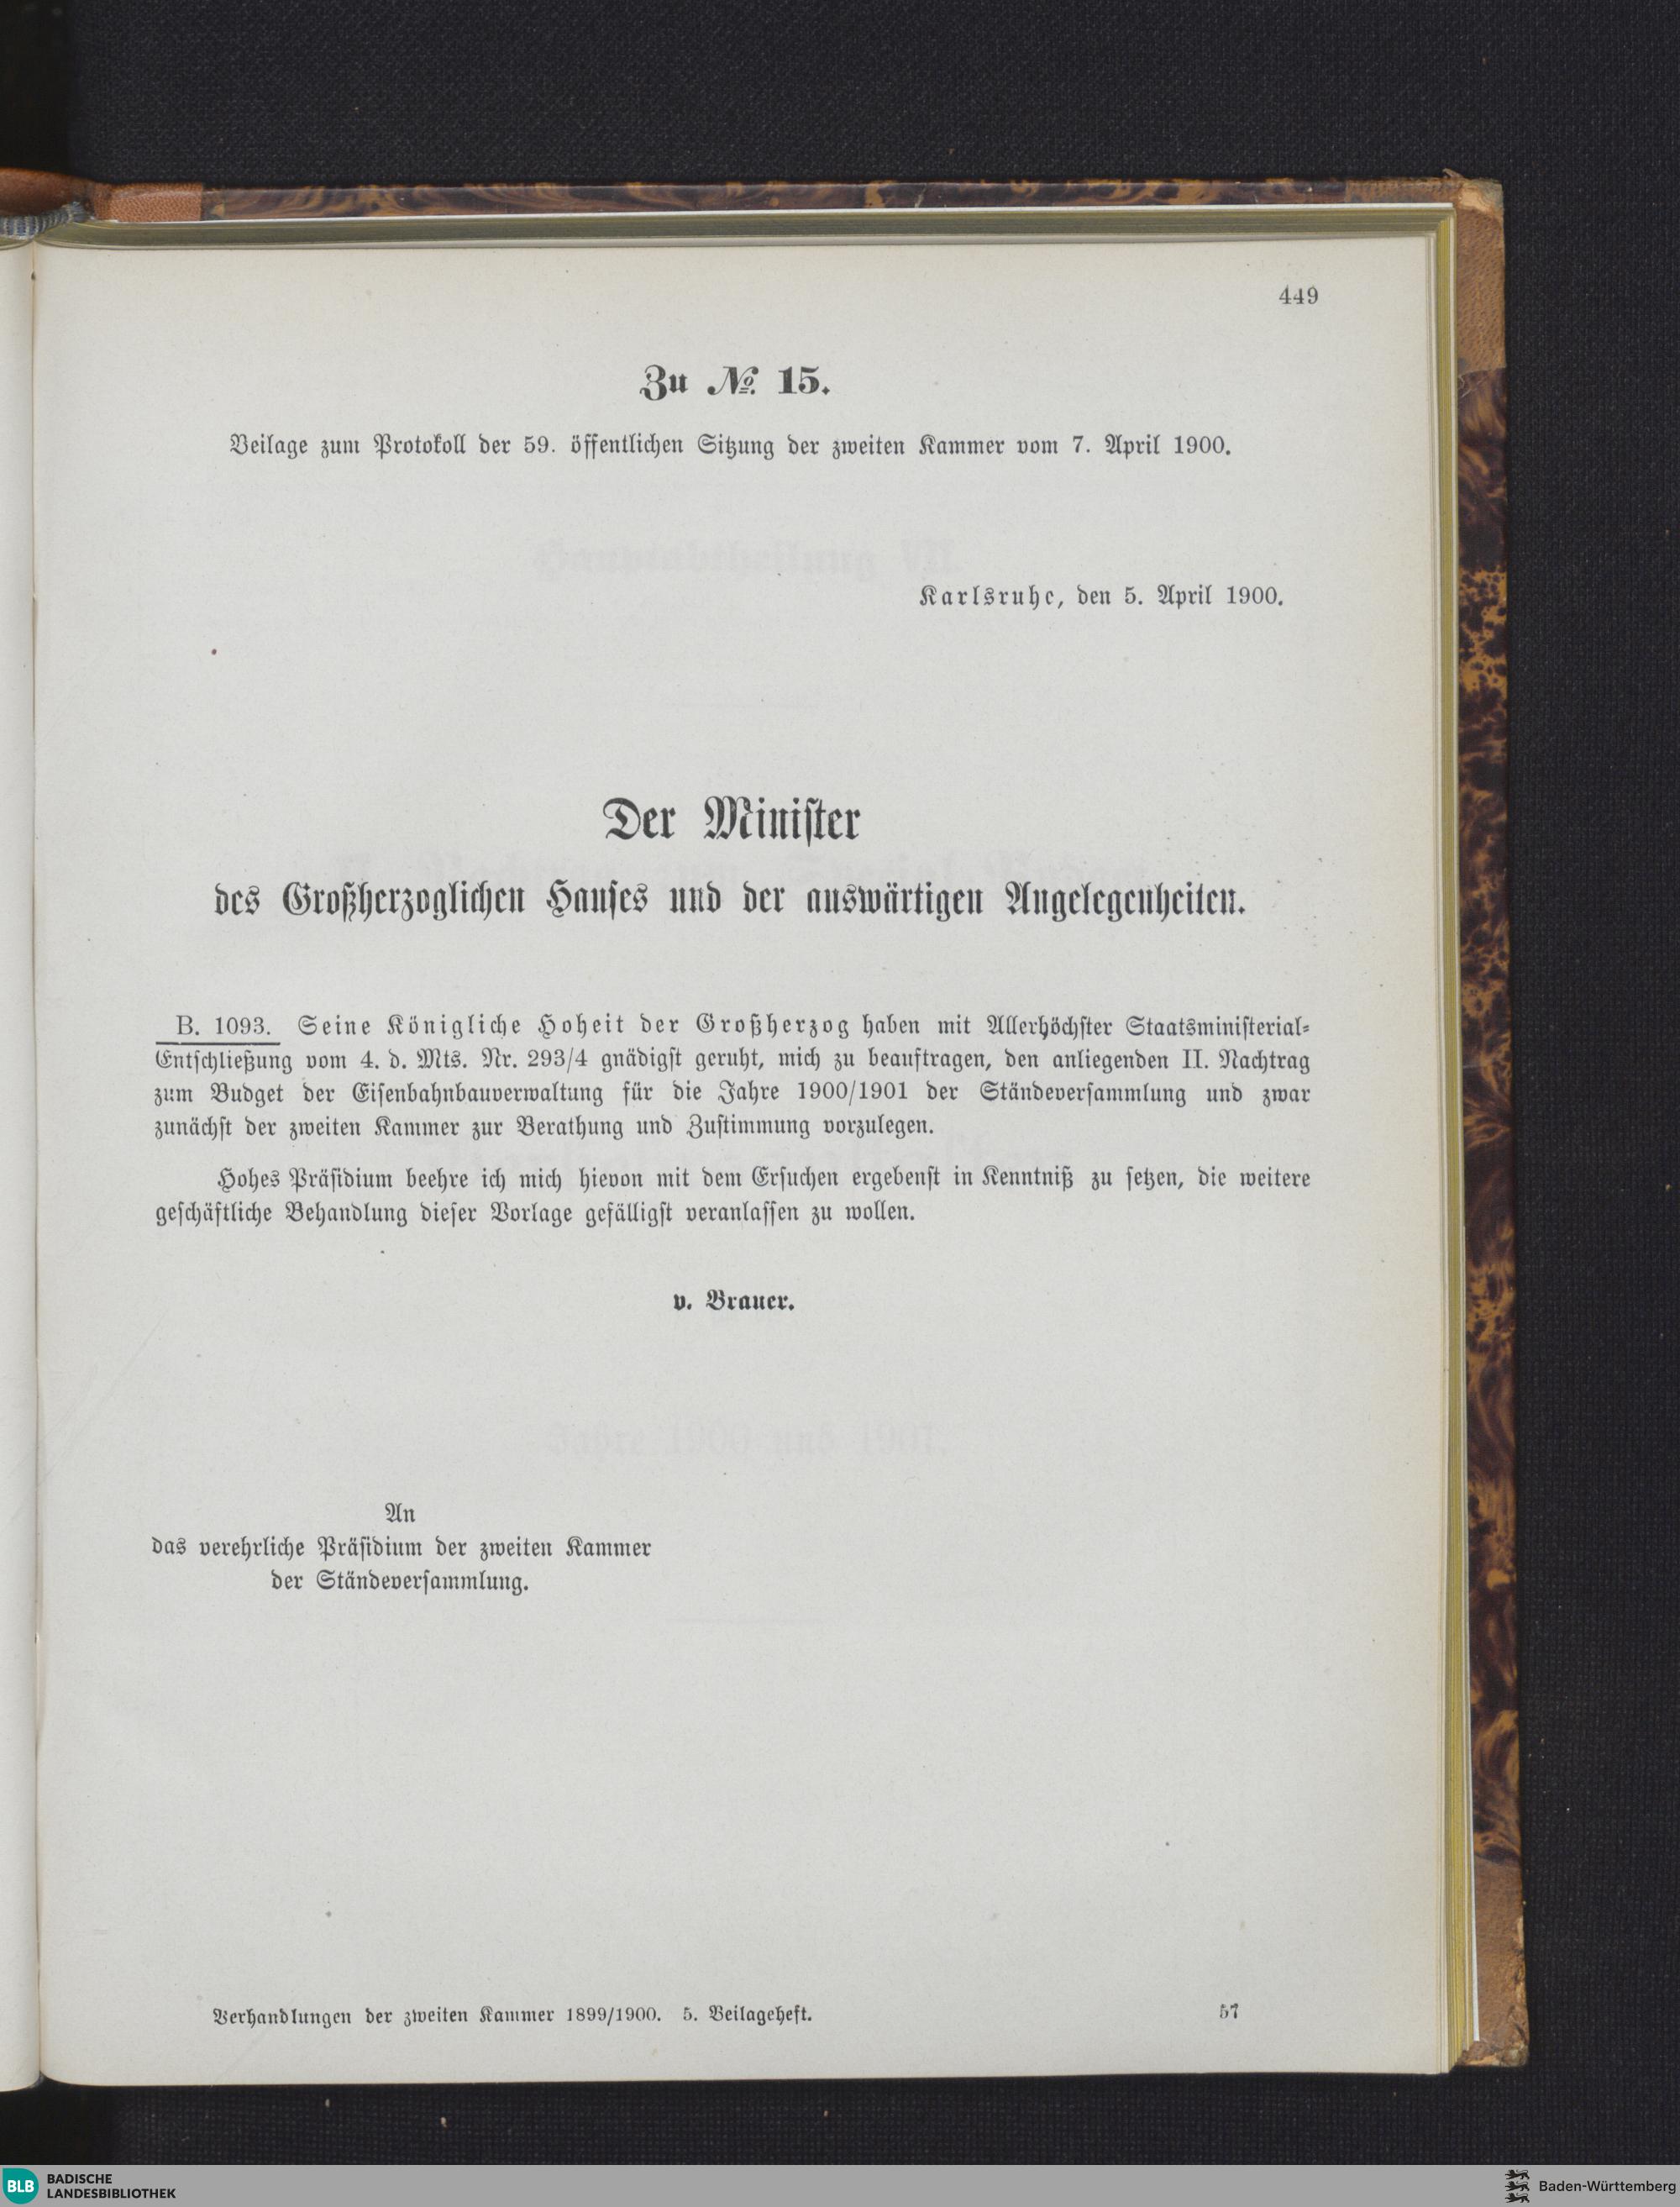 449
Zu № 15.
Beilage zum Protokoll der 59. öffentlichen Sitzung der zweiten Kammer vom 7. April 1900.
Karlsruhe, den 5. April 1900.
Der Minister
des Großherzoglichen Hauses und der auswärtigen Angelegenheiten.
B. 1093. Seine Königliche Hoheit der Großherzog haben mit Allerhöchster Staatsministerial-
Entschließung vom 4. d. Mts. Nr. 293/4 gnädigst geruht, mich zu beauftragen, den anliegenden II. Nachtrag
zum Budget der Eisenbahnbauverwaltung für die Jahre 1900/1901 der Ständeversammlung und zwar
zunächst der zweiten Kammer zur Berathung und Zustimmung vorzulegen.
Hohes Präsidium beehre ich mich hievon mit dem Ersuchen ergebenst in Kenntniß zu setzen, die weitere
geschäftliche Behandlung dieser Vorlage gefälligst veranlassen zu wollen.
v. Brauer.
An
das verehrliche Präsidium der zweiten Kammer
der Ständeversammlung.
Verhandlungen der zweiten Kammer 1899/1900. 5. Beilageheft. 57
BLB BADISCHE
LANDESBIBLIOTHEK
Baden-Württemberg